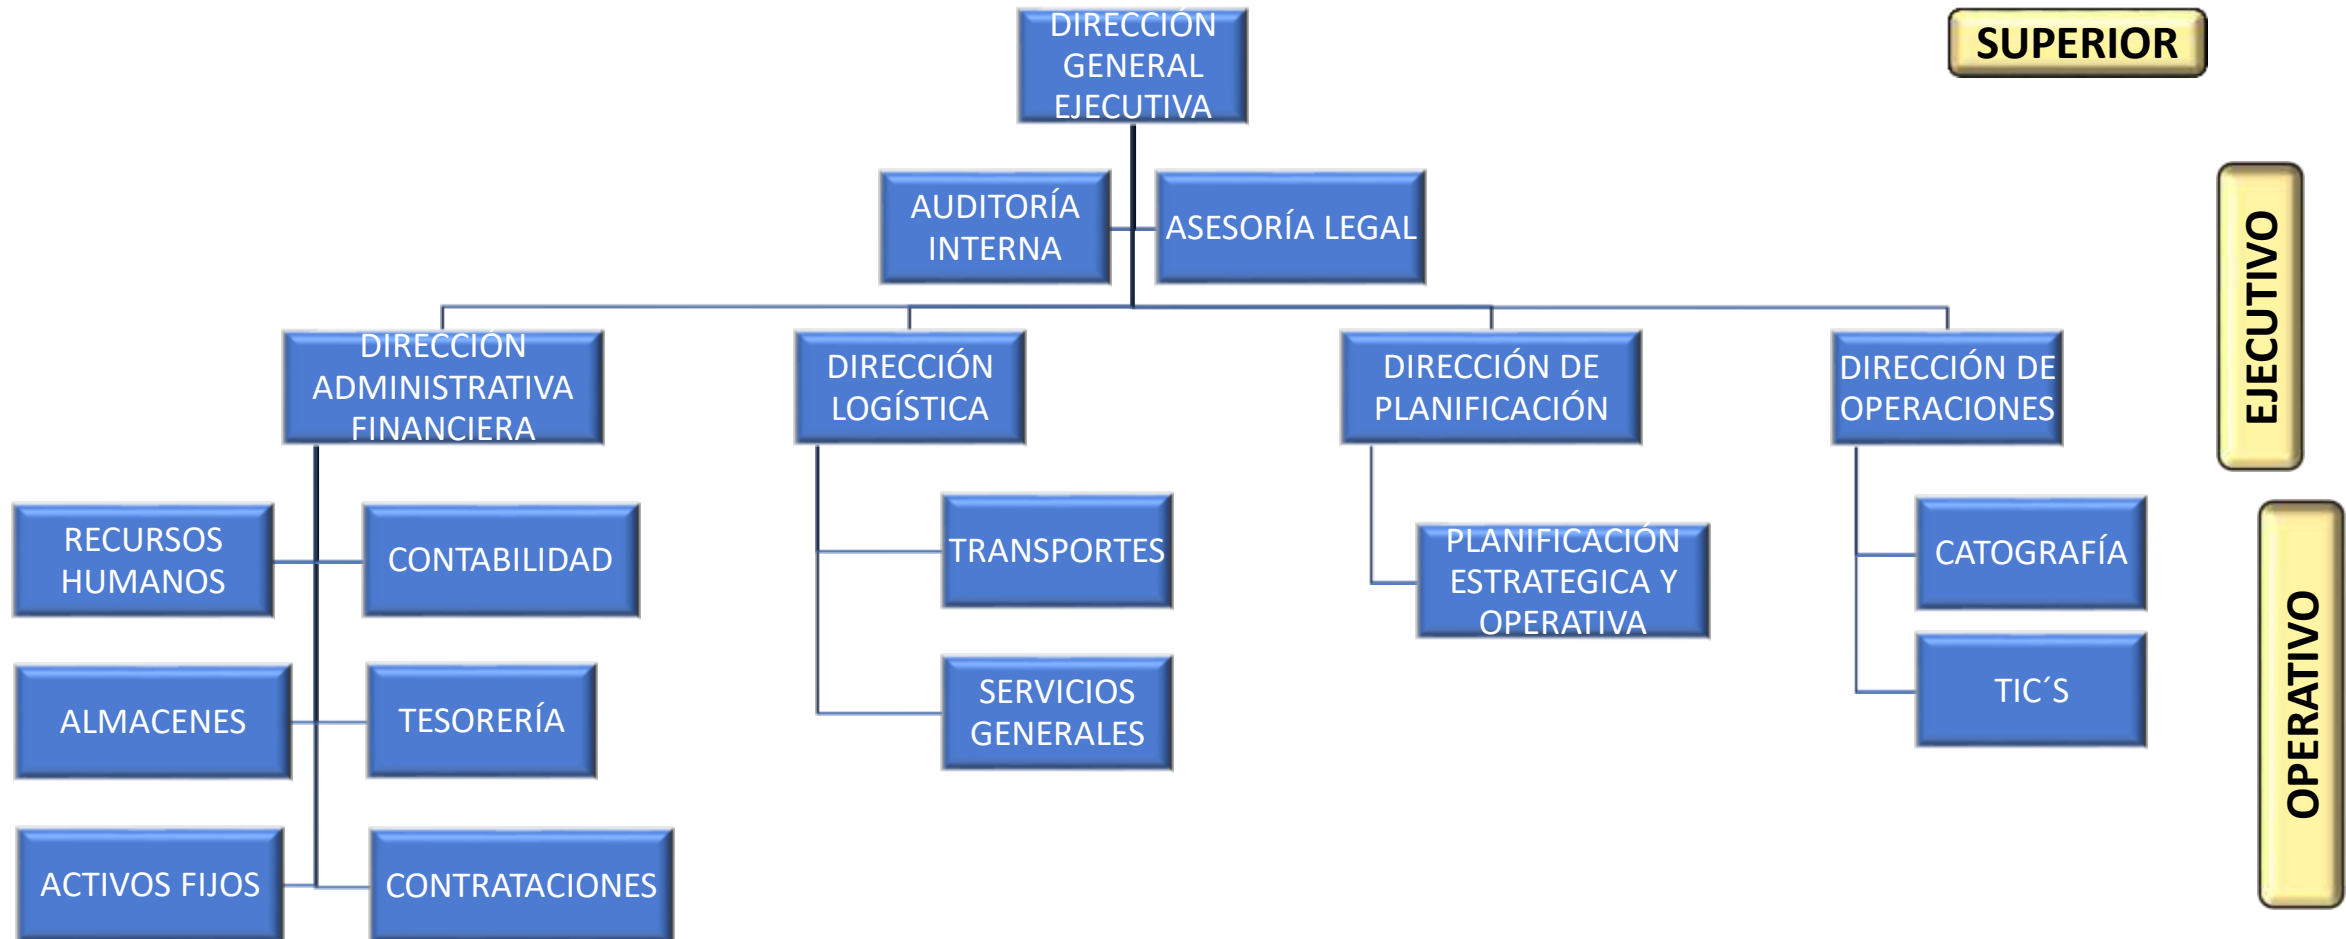 DIRECCIÓN
GENERAL
EJECUTIVA
SUPERIOR
AUDITORÍA
INTERNA
ASESORÍA LEGAL
EJECUTIVO
DIRECCIÓN
ADMINISTRATIVA
FINANCIERA
DIRECCIÓN
LOGÍSTICA
DIRECCIÓN DE
PLANIFICACIÓN
DIRECCIÓN DE
OPERACIONES
RECURSOS
HUMANOS
CONTABILIDAD
ALMACENES
TESORERÍA
ACTIVOS FIJOS
CONTRATACIONES
TRANSPORTES
SERVICIOS
GENERALES
PLANIFICACIÓN
ESTRATEGICA Y
OPERATIVA
CATOGRAFÍA
TIC´S
OPERATIVO